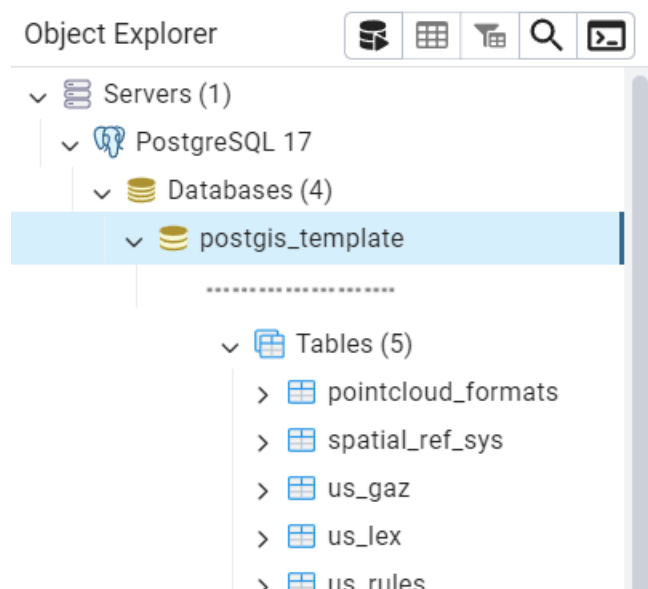 Object Explorer
Servers (1)
PostgreSQL 17
Databases (4)
postgis_template
Tables (5)
pointcloud_formats
spatial_ref_sys
us_gaz
us_lex
us_rules